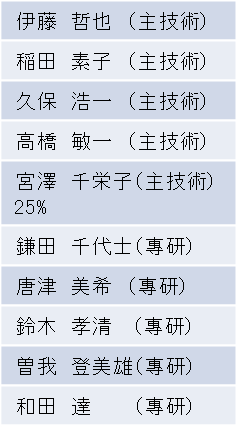 伊藤　哲也　(主技術)
稲田　素子　(主技術)
久保　浩一　(主技術)
高橋　敏一　(主技術)
宮澤　千栄子(主技術)
25%
鎌田　千代士(専研)
唐津　美希　(専研)
鈴木　孝清　(専研)
曽我　登美雄(専研)
和田　達　　(専研)